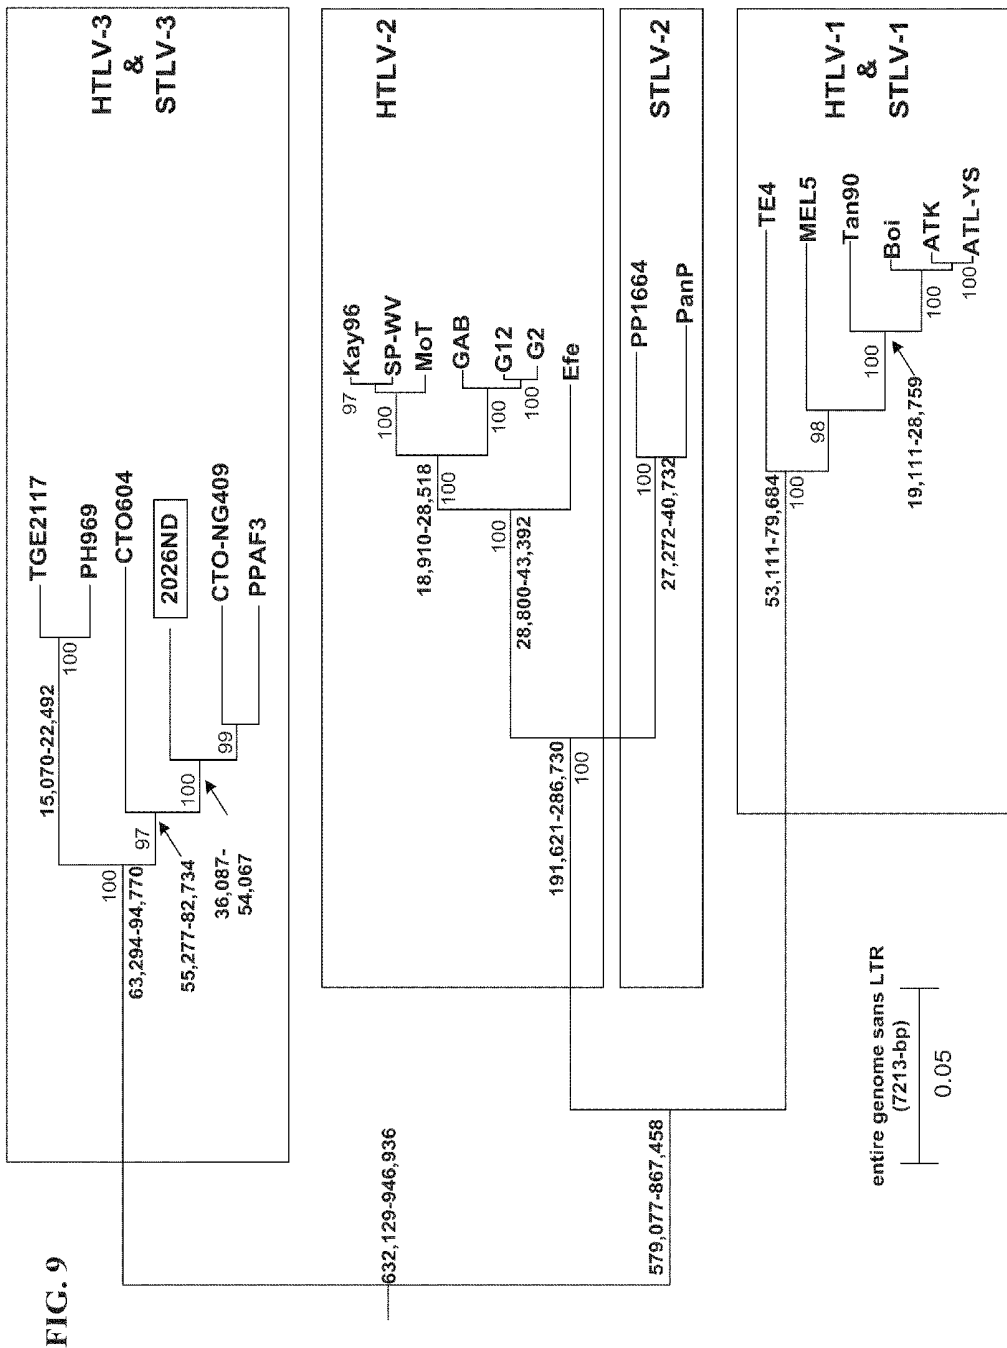 FIG. 9
HTLV-3
&
STLV-3
TGE2117
PH969
CTO604
2026ND
CTO-NG409
PPAF3
100
15,070-22,492
99
100
97
100
63,294-94,770
55,277-82,734
36,087-
54,067
HTLV-2
Kay96
SP-WV
MoT
GAB
G12
G2
Efe
97
100
100
100
100
18,910-28,518
100
28,800-43,392
STLV-2
PP1664
PanP
100
27,272-40,732
191,621-286,730
100
HTLV-1
&
STLV-1
TE4
MEL5
Tan90
Boi
ATK
ATL-YS
100
100
100
98
19,111-28,759
53,111-79,684
100
632,129-946,936
579,077-867,458
entire genome sans LTR
(7213-bp)
0.05